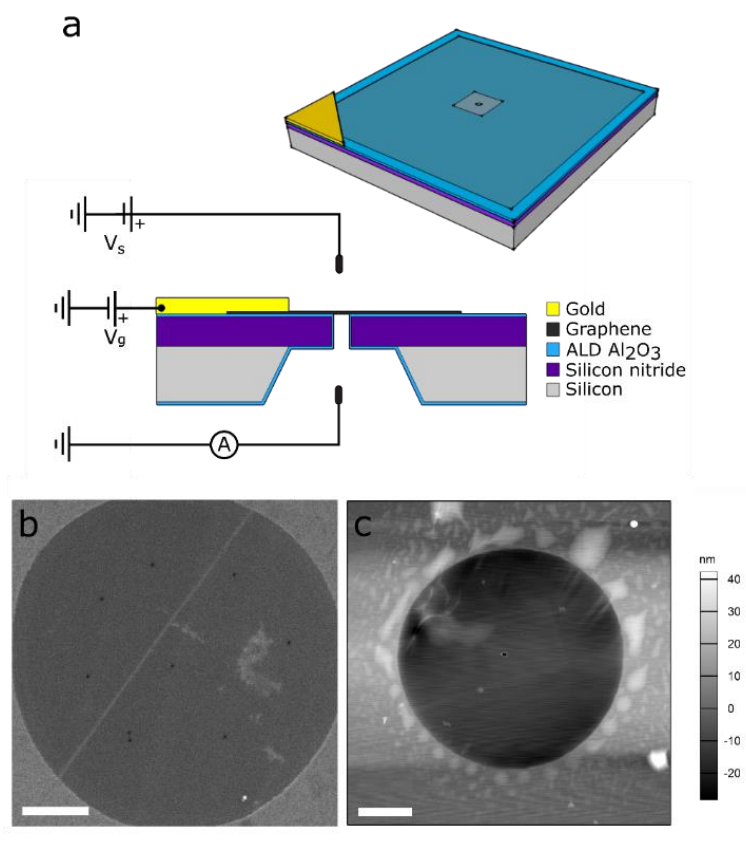 a
+
Vs
+
Vg
Gold
Graphene
ALD Al2O3
Silicon nitride
Silicon
A
b
c
nm
40
30
20
10
0
-10
-20